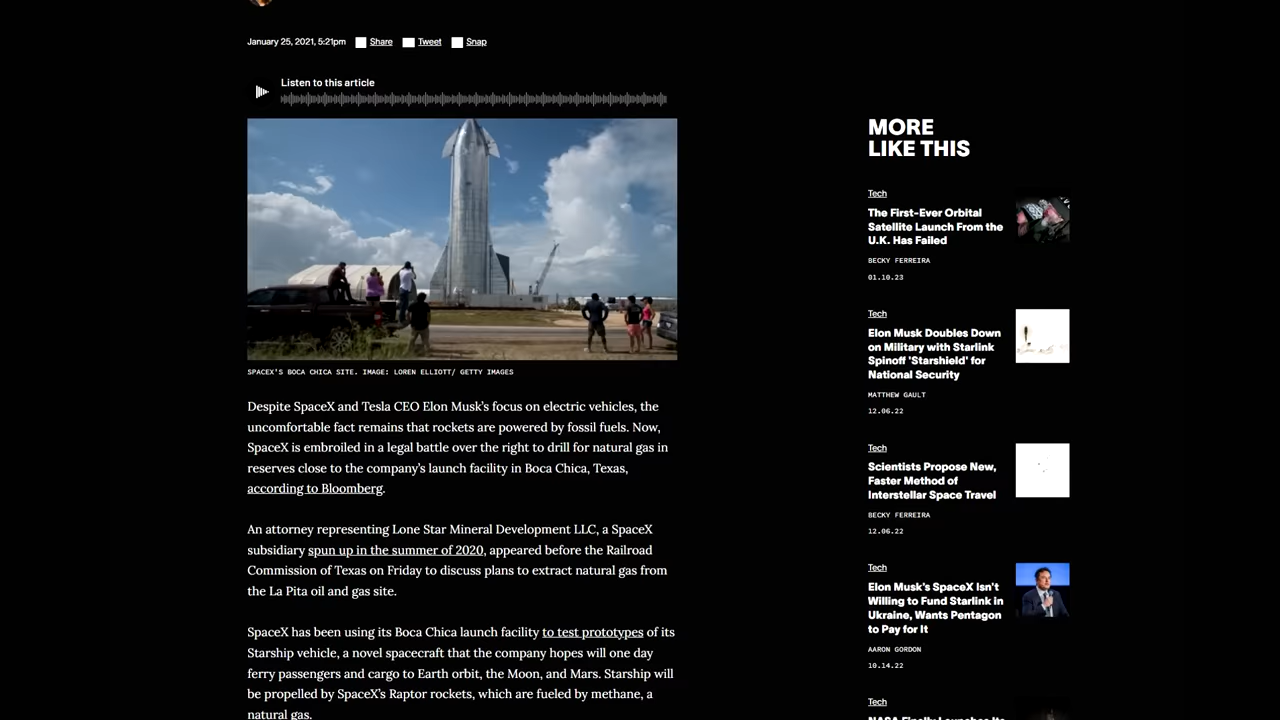 January 25, 2021, 5:21pm
Share
Tweet
Snap
Listen to this article
SPACEX'S BOCA CHICA SITE. IMAGE: LOREN ELLIOTT/ GETTY IMAGES
Despite SpaceX and Tesla CEO Elon Musk's focus on electric vehicles, the
uncomfortable fact remains that rockets are powered by fossil fuels. Now,
SpaceX is embroiled in a legal battle over the right to drill for natural gas in
reserves close to the company's launch facility in Boca Chica, Texas,
according to Bloomberg.
An attorney representing Lone Star Mineral Development LLC, a SpaceX
subsidiary spun up in the summer of 2020, appeared before the Railroad
Commission of Texas on Friday to discuss plans to extract natural gas from
the La Pita oil and gas site.
SpaceX has been using its Boca Chica launch facility to test prototypes of its
Starship vehicle, a novel spacecraft that the company hopes will one day
ferry passengers and cargo to Earth orbit, the Moon, and Mars. Starship will
be propelled by SpaceX's Raptor rockets, which are fueled by methane, a
natural gas.
MORE
LIKE THIS
Tech
The First-Ever Orbital
Satellite Launch From the
U.K. Has Failed
BECKY FERREIRA
01.10.23
Tech
Elon Musk Doubles Down
on Military with Starlink
Spinoff 'Starshield' for
National Security
MATTHEW GAULT
12.06.22
Tech
Scientists Propose New,
Faster Method of
Interstellar Space Travel
BECKY FERREIRA
12.06.22
Tech
Elon Musk's SpaceX Isn't
Willing to Fund Starlink in
Ukraine, Wants Pentagon
to Pay for It
AARON GORDON
10.14.22
Tech
NASA Finally Launches Its